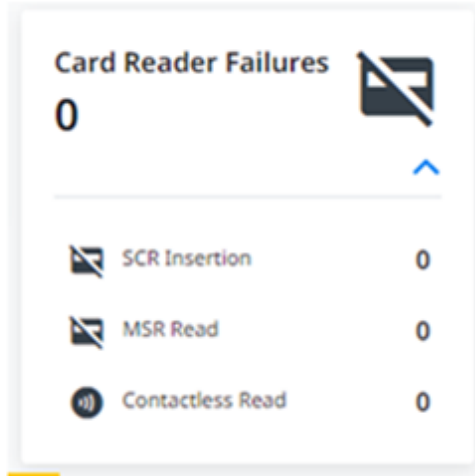 Card Reader Failures
0
SCR Insertion 0
MSR Read 0
Contactless Read 0